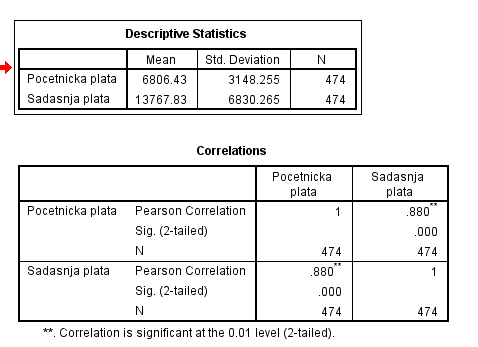 Descriptive Statistics
Mean Std. Deviation N
Pocetnicka plata 6806.43 3148.255 474
Sadasnja plata 13767.83 6830.265 474
Correlations
Pocetnicka plata Sadasnja plata
Pocetnicka plata Pearson Correlation 1 .880**
Sig. (2-tailed) .000
N 474 474
Sadasnja plata Pearson Correlation .880** 1
Sig. (2-tailed) .000
N 474 474
**. Correlation is significant at the 0.01 level (2-tailed).